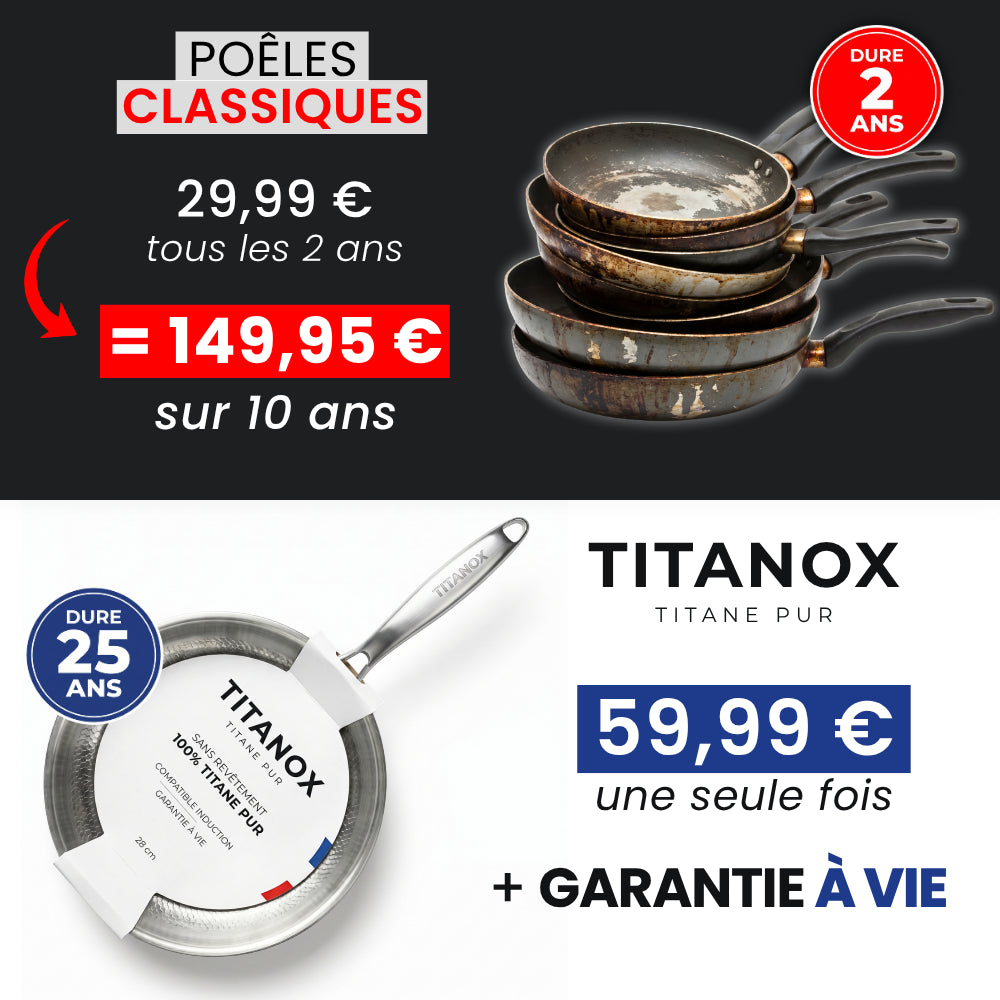 POÊLES
CLASSIQUES
DURE
2
ANS
29,99 €
tous les 2 ans
= 149,95 €
sur 10 ans
TITANOX
DURE
25
ANS
TITANOX
TITANE PUR
SANS REVÊTEMENT
100% TITANE PUR
COMPATIBLE INDUCTION
GARANTIE À VIE
28 cm
TITANOX
TITANE PUR
59,99 €
une seule fois
+ GARANTIE À VIE